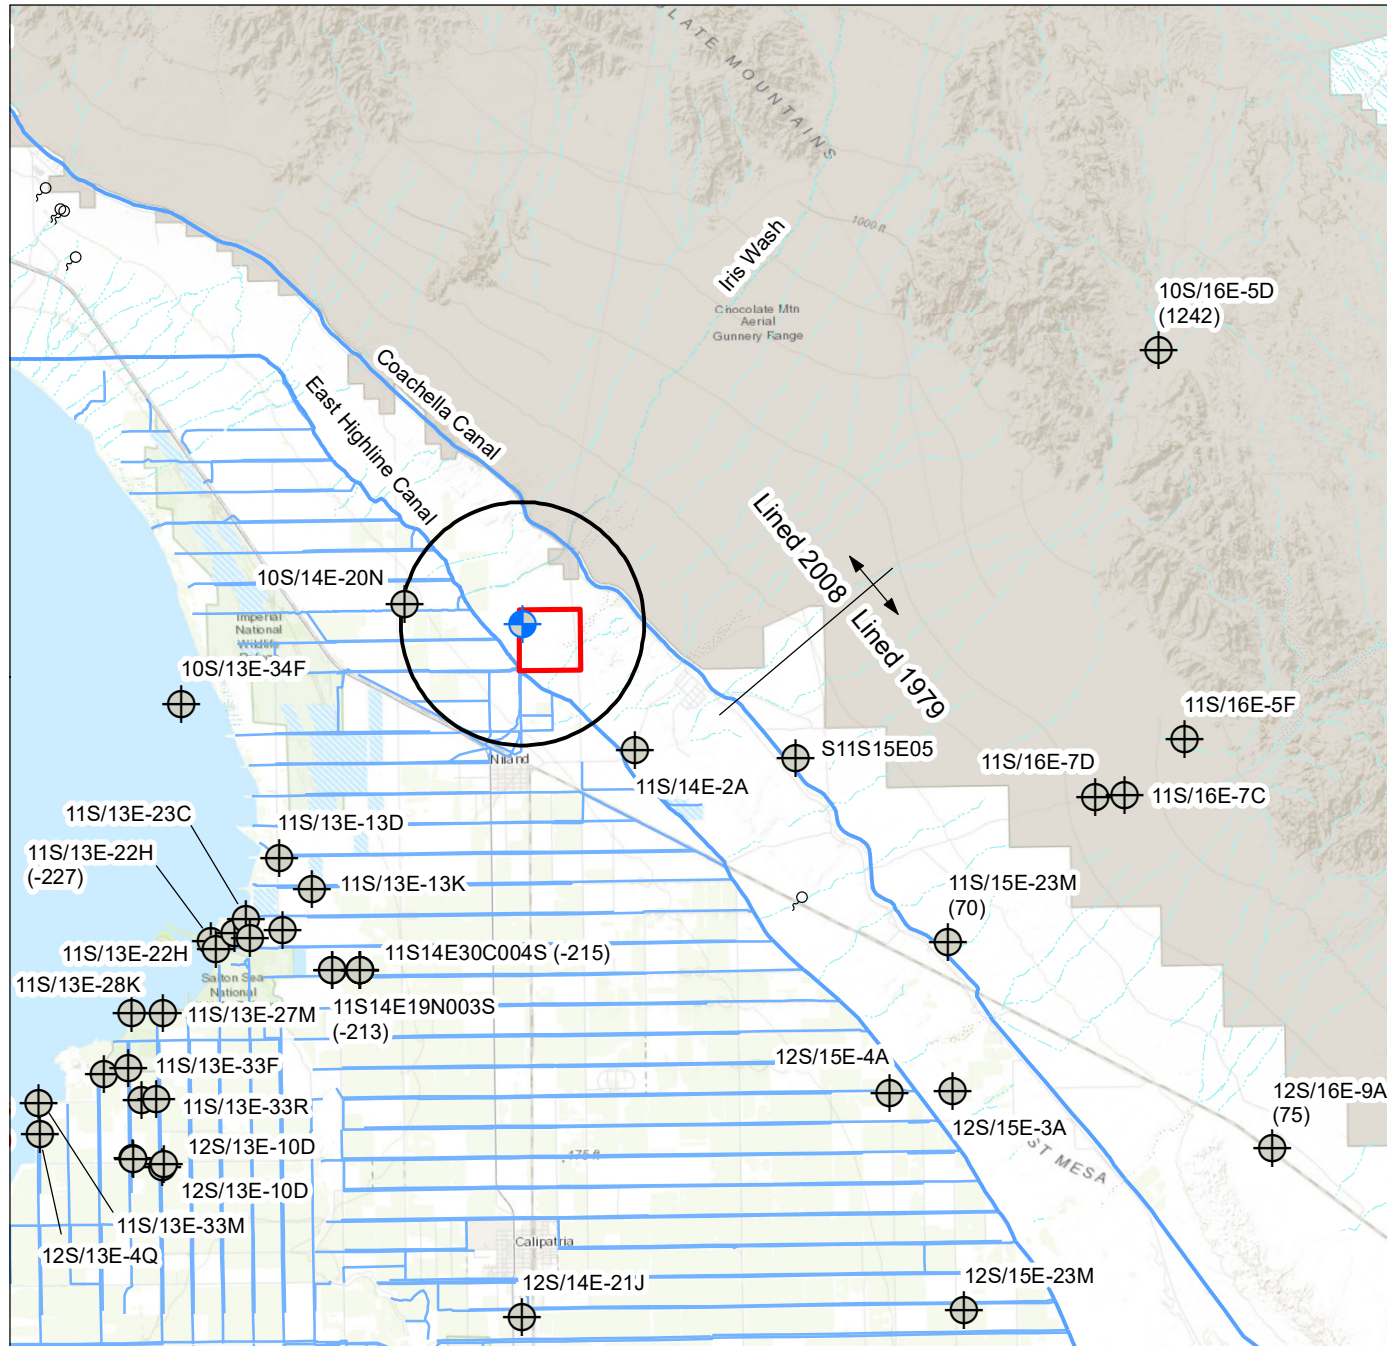 LATE MOUNTAINS
1000 ft
Iris Wash
Chocolate Mtn
Aerial
Gunnery Range
10S/16E-5D
(1242)
Coachella Canal
East Highline Canal
Lined 2008
Lined 1979
10S/14E-20N
Imperial
National
Wildlife
10S/13E-34F
11S/16E-5F
S11S15E05
11S/16E-7D
11S/16E-7C
Niland
11S/14E-2A
11S/13E-23C
11S/13E-13D
11S/13E-22H
(-227)
11S/13E-13K
11S/15E-23M
(70)
11S/13E-22H
11S14E30C004S (-215)
Salton Sea
National
11S/13E-28K
11S/13E-27M
11S14E19N003S
(-213)
12S/15E-4A
11S/13E-33F
11S/13E-33R
12S/16E-9A
(75)
12S/15E-3A
12S/13E-10D
-175 ft
ST MESA
12S/13E-10D
11S/13E-33M
12S/13E-4Q
Calipatria
12S/14E-21J
12S/15E-23M